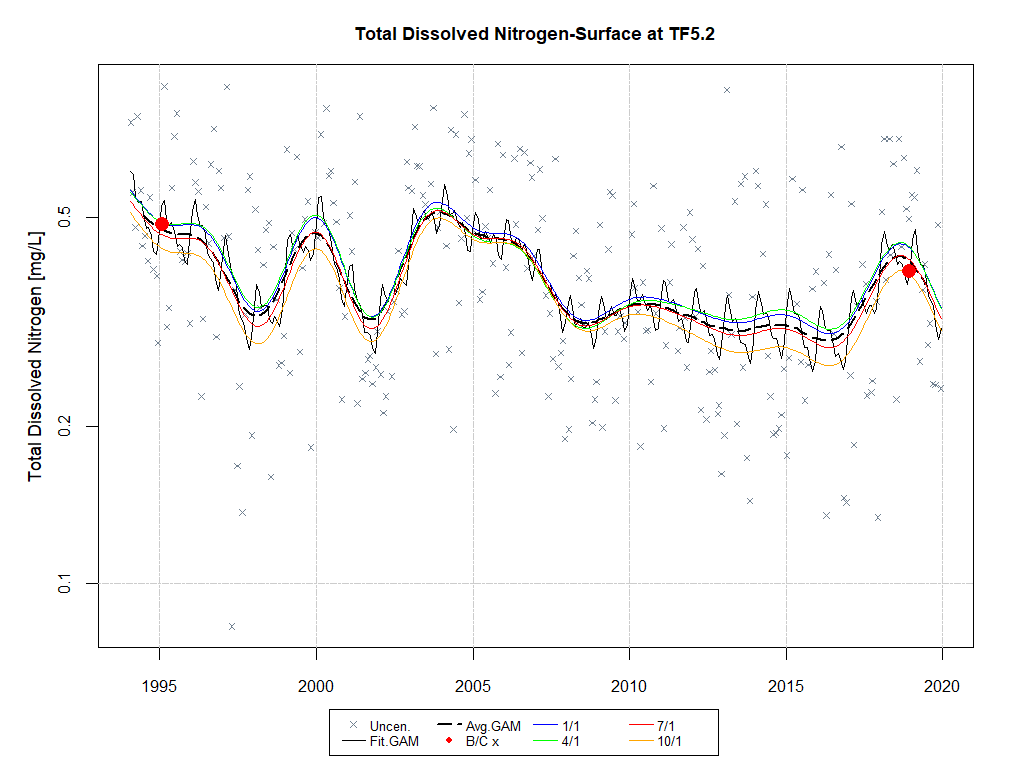 Total Dissolved Nitrogen-Surface at TF5.2
Total Dissolved Nitrogen [mg/L]
0.5
0.2
0.1
1995 2000 2005 2010 2015 2020
Uncen. Avg.GAM 1/1 7/1
Fit.GAM B/C x 4/1 10/1